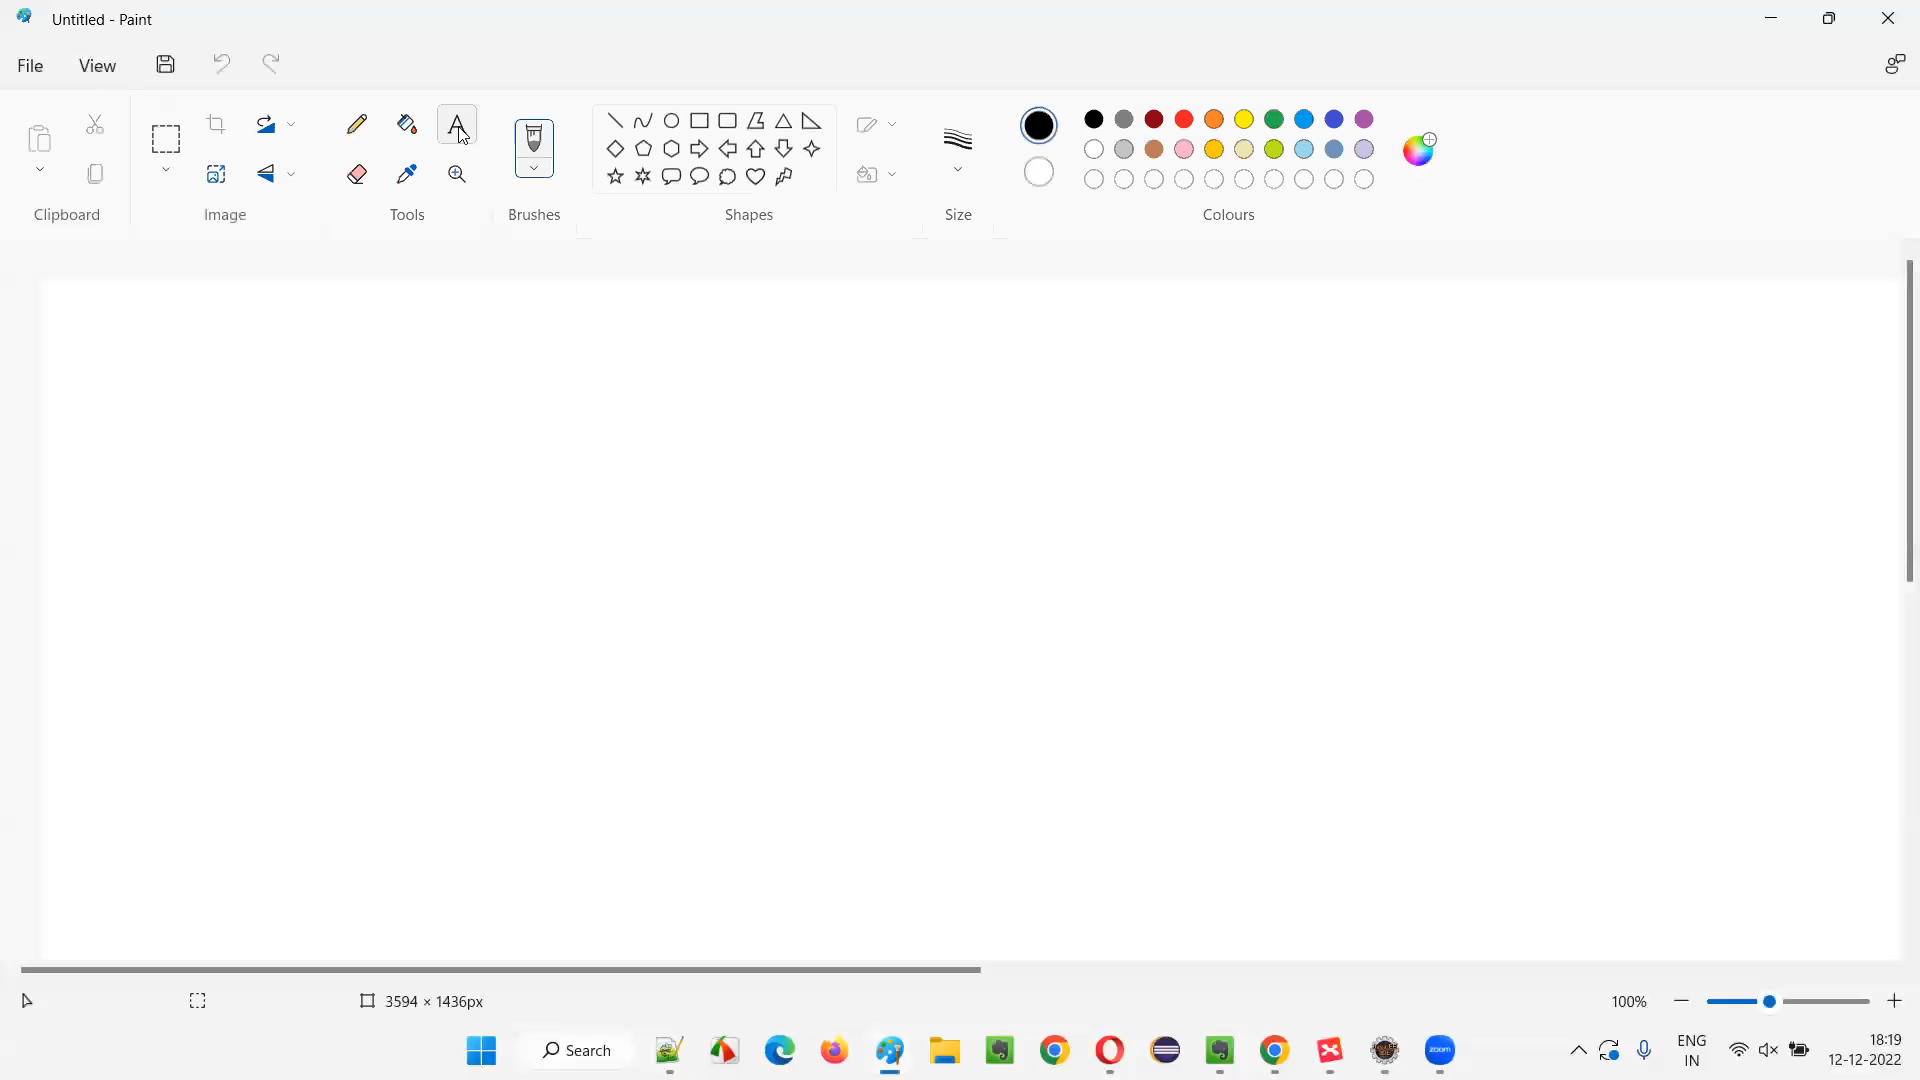 Untitled - Paint
File View
Clipboard Image Tools Brushes Shapes Size Colours
3594 × 1436px 100%
Search zoom ENG 18:19
IN 12-12-2022